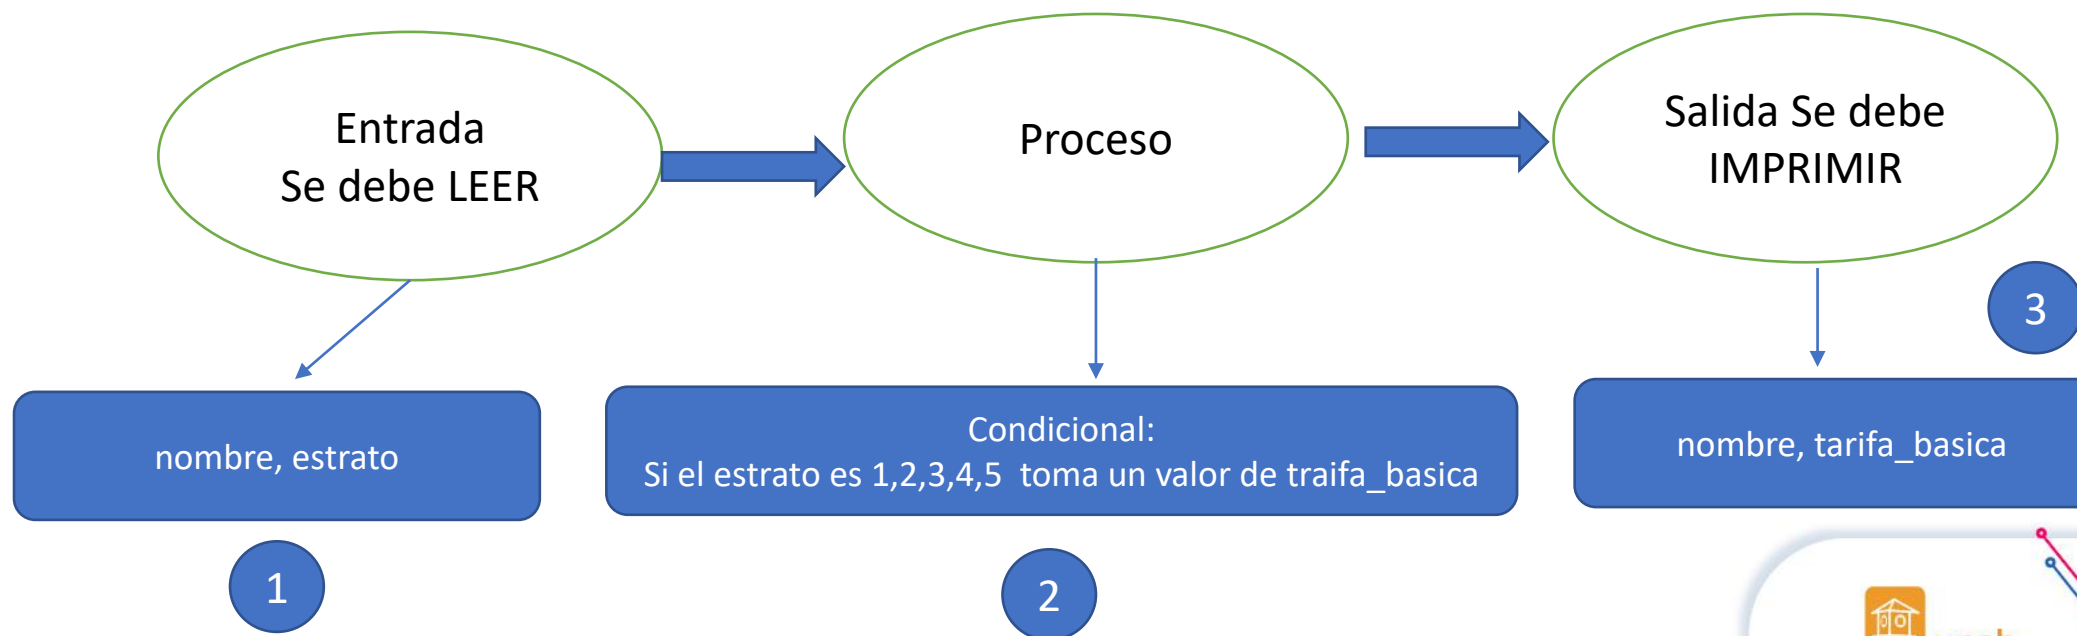 Entrada
Se debe LEER
Proceso
Salida Se debe
IMPRIMIR
3
nombre, estrato
Condicional:
Si el estrato es 1,2,3,4,5 toma un valor de traifa_basica
nombre, tarifa_basica
1
2